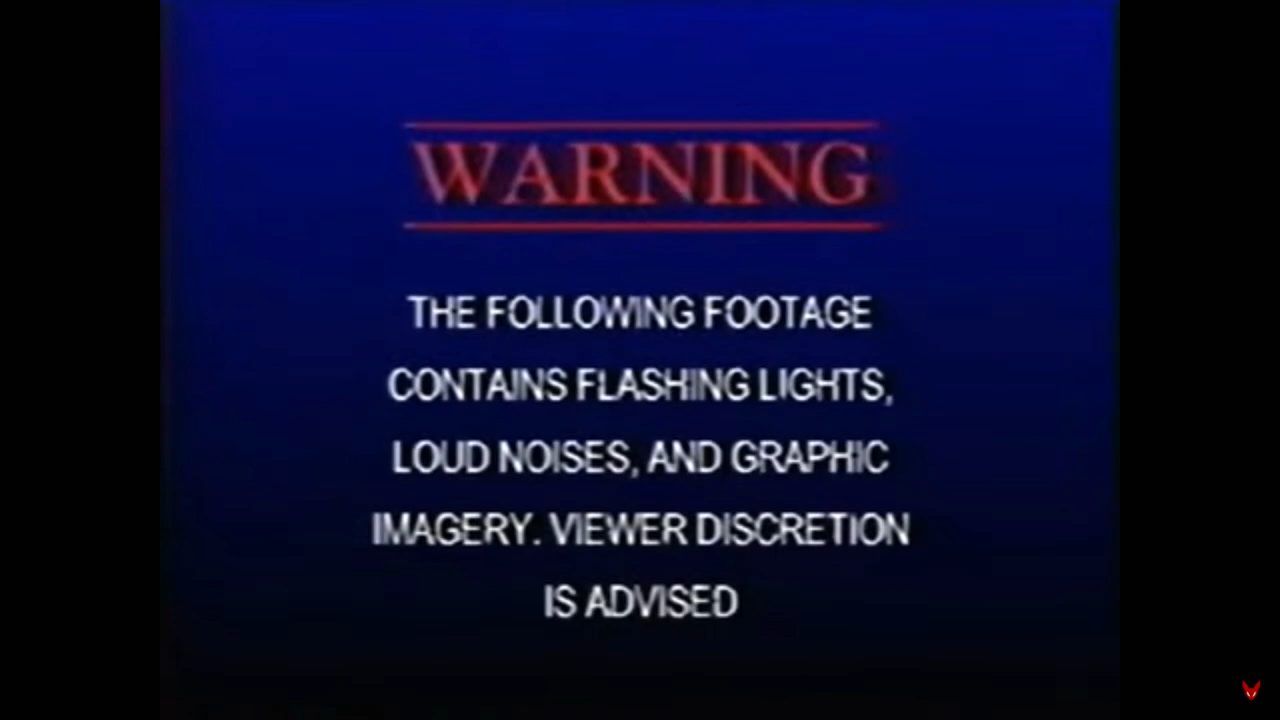 WARNING
THE FOLLOWING FOOTAGE
CONTAINS FLASHING LIGHTS,
LOUD NOISES, AND GRAPHIC
IMAGERY. VIEWER DISCRETION
IS ADVISED